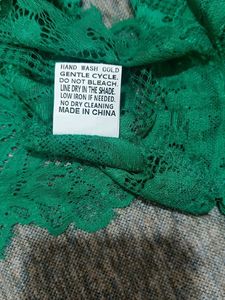 HAND WASH COLD
GENTLE CYCLE.
DO NOT BLEACH.
LINE DRY IN THE SHADE.
LOW IRON IF NEEDED.
NO DRY CLEANING
MADE IN CHINA